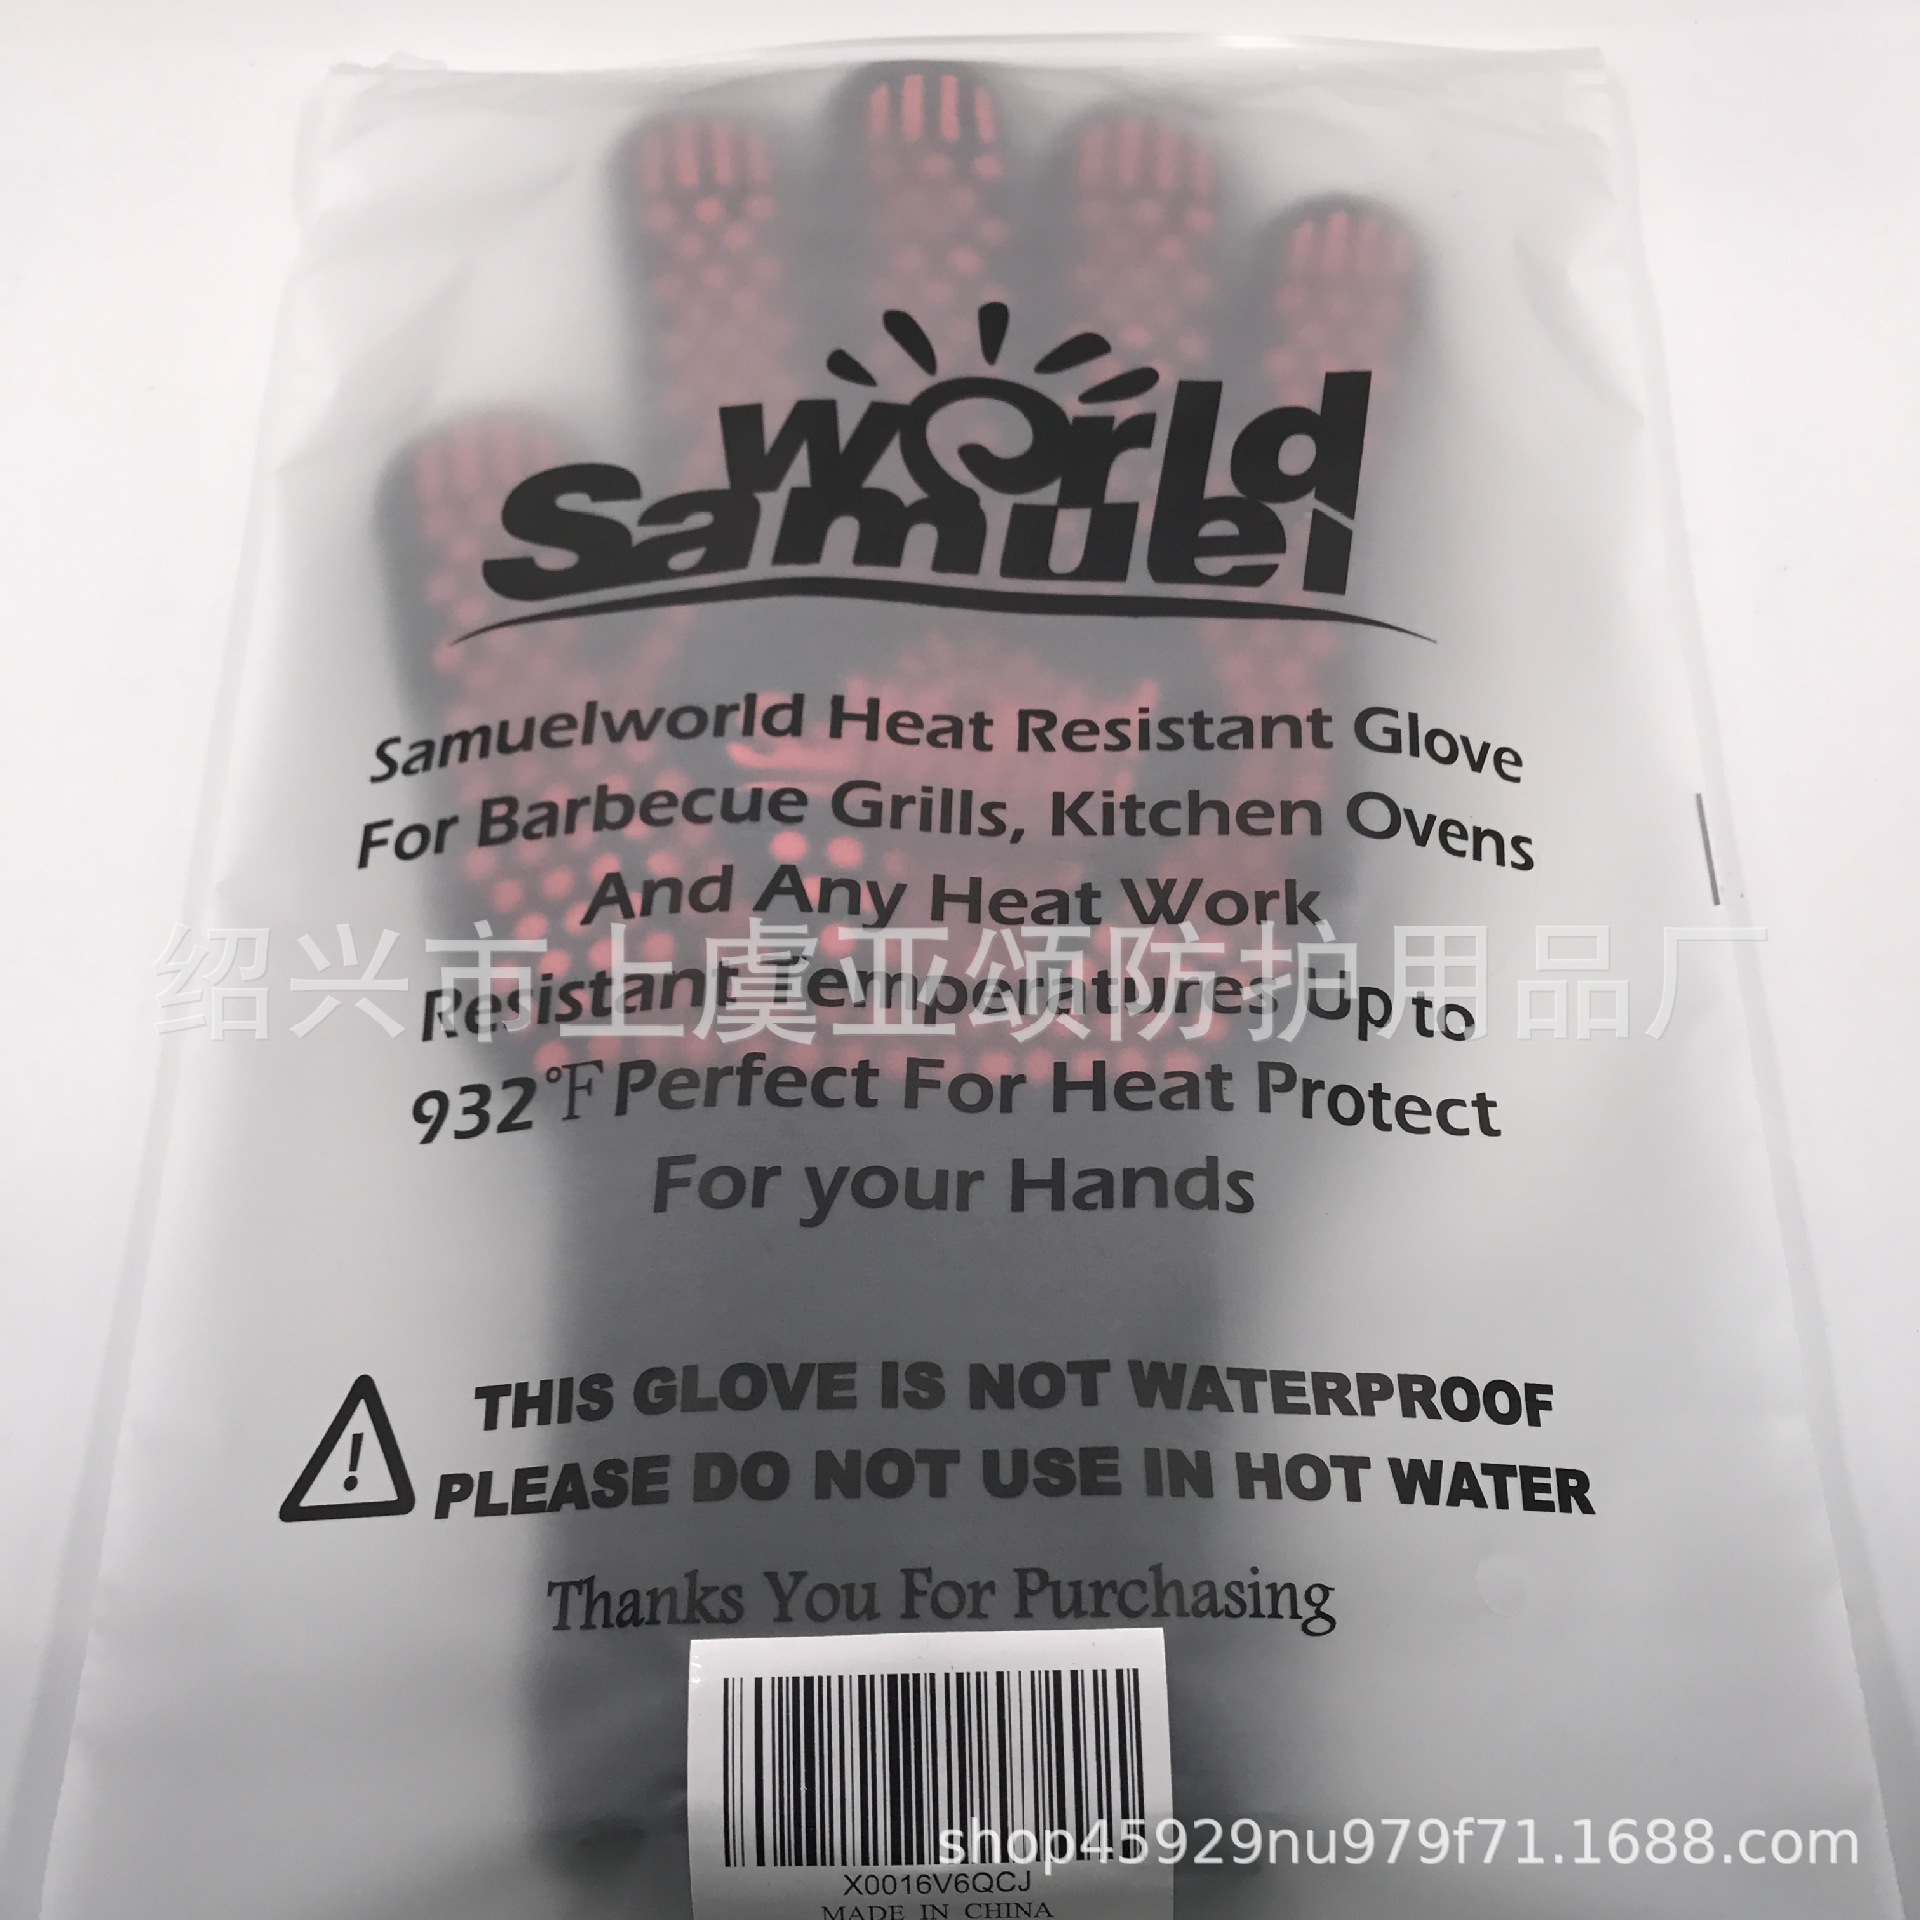 world
Samuel
Samuelworld Heat Resistant Glove
For Barbecue Grills, Kitchen Ovens
And Any Heat Work
绍兴市上虞亚颂防护用品厂
Resistant Temperatures Up to
932°F Perfect For Heat Protect
For your Hands
THIS GLOVE IS NOT WATERPROOF
! PLEASE DO NOT USE IN HOT WATER
Thanks You For Purchasing
shop45929nu979f71.1688.com
X0016V6QCJ
MADE IN CHINA